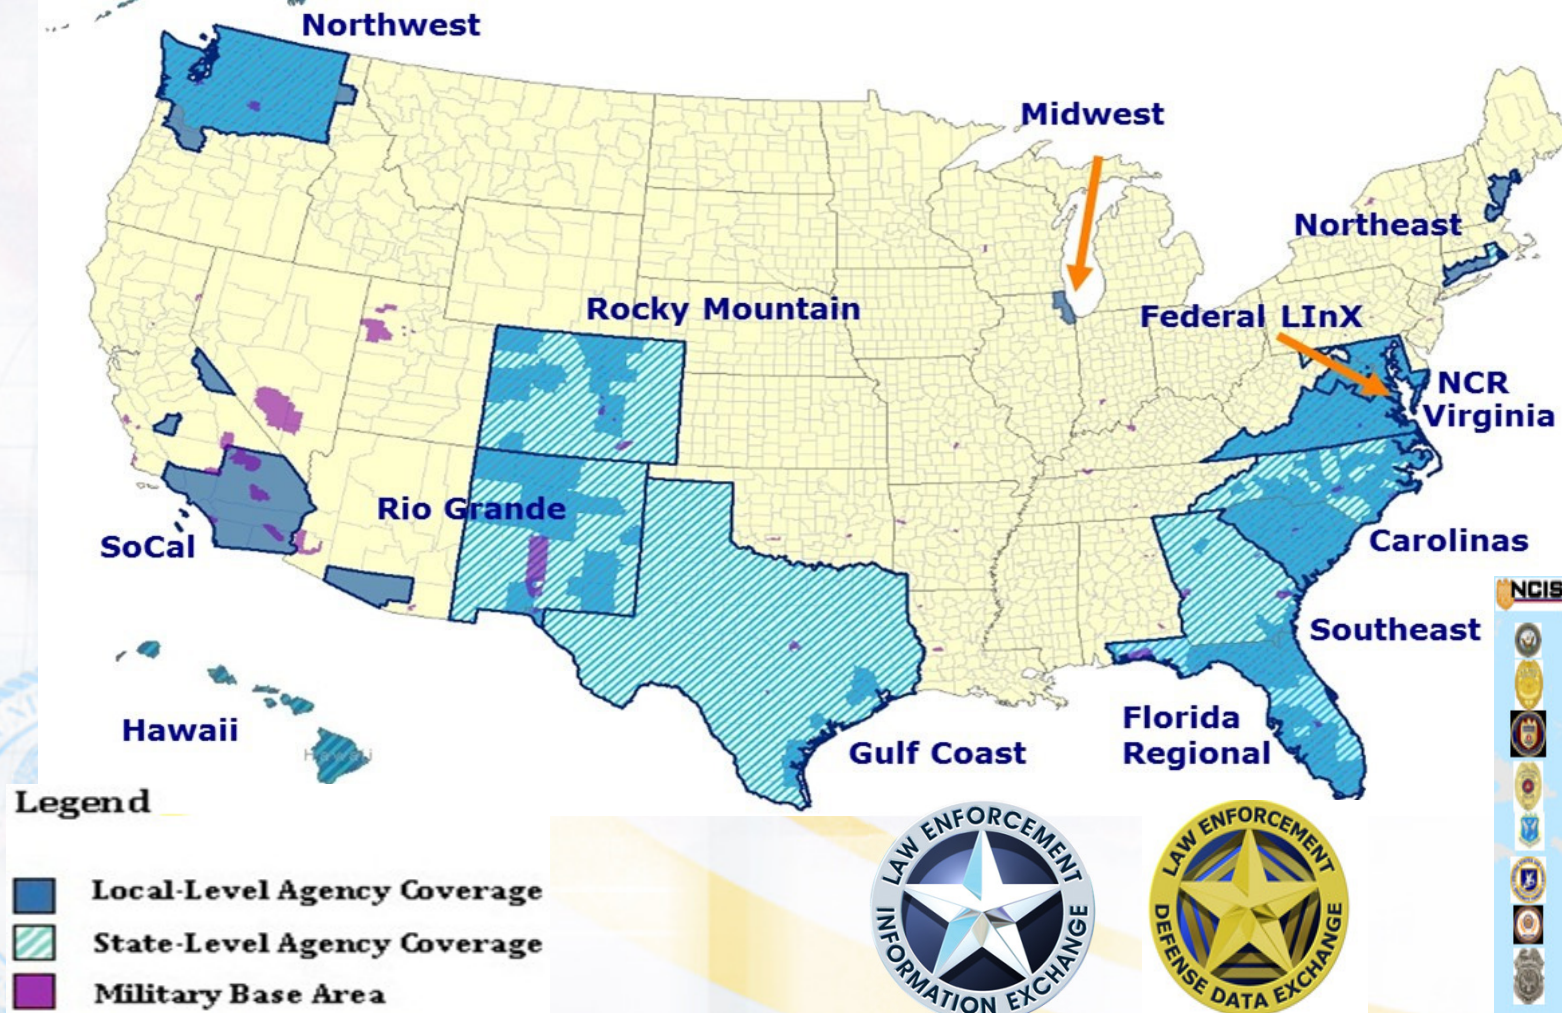 Northwest
Midwest
Northeast
Rocky Mountain
Federal LInX
NCR
Virginia
Rio Grande
SoCal
Carolinas
NCIS
Southeast
Hawaii
Florida
Regional
Gulf Coast
Legend
Local-Level Agency Coverage
State-Level Agency Coverage
Military Base Area
LAW ENFORCEMENT
INFORMATION EXCHANGE
LAW ENFORCEMENT
DEFENSE DATA EXCHANGE